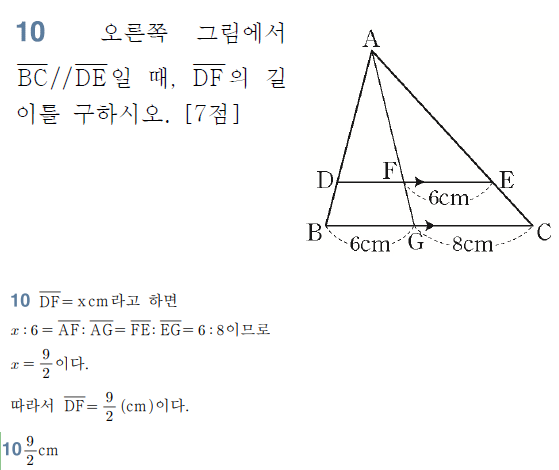 10 오른쪽 그림에서
BC//DE일 때, DF의 길
이를 구하시오. [7점]
A
D F E
6cm
B G C
6cm 8cm
10 DF=xcm라고 하면
x:6=AF:AG=FE:EG=6:8이므로
x=9/2이다.
따라서 DF=9/2(cm)이다.
10 9/2cm